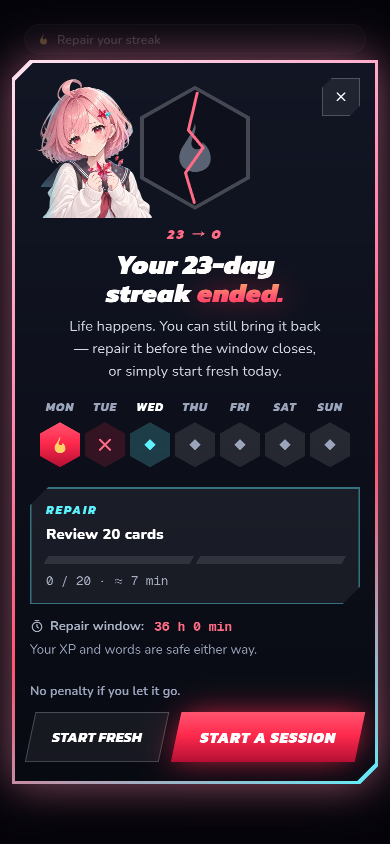 Repair your streak
23 → 0
Your 23-day
streak ended.
Life happens. You can still bring it back
— repair it before the window closes,
or simply start fresh today.
MON TUE WED THU FRI SAT SUN
REPAIR
Review 20 cards
0 / 20 · ≈ 7 min
Repair window: 36 h 0 min
Your XP and words are safe either way.
No penalty if you let it go.
START FRESH
START A SESSION